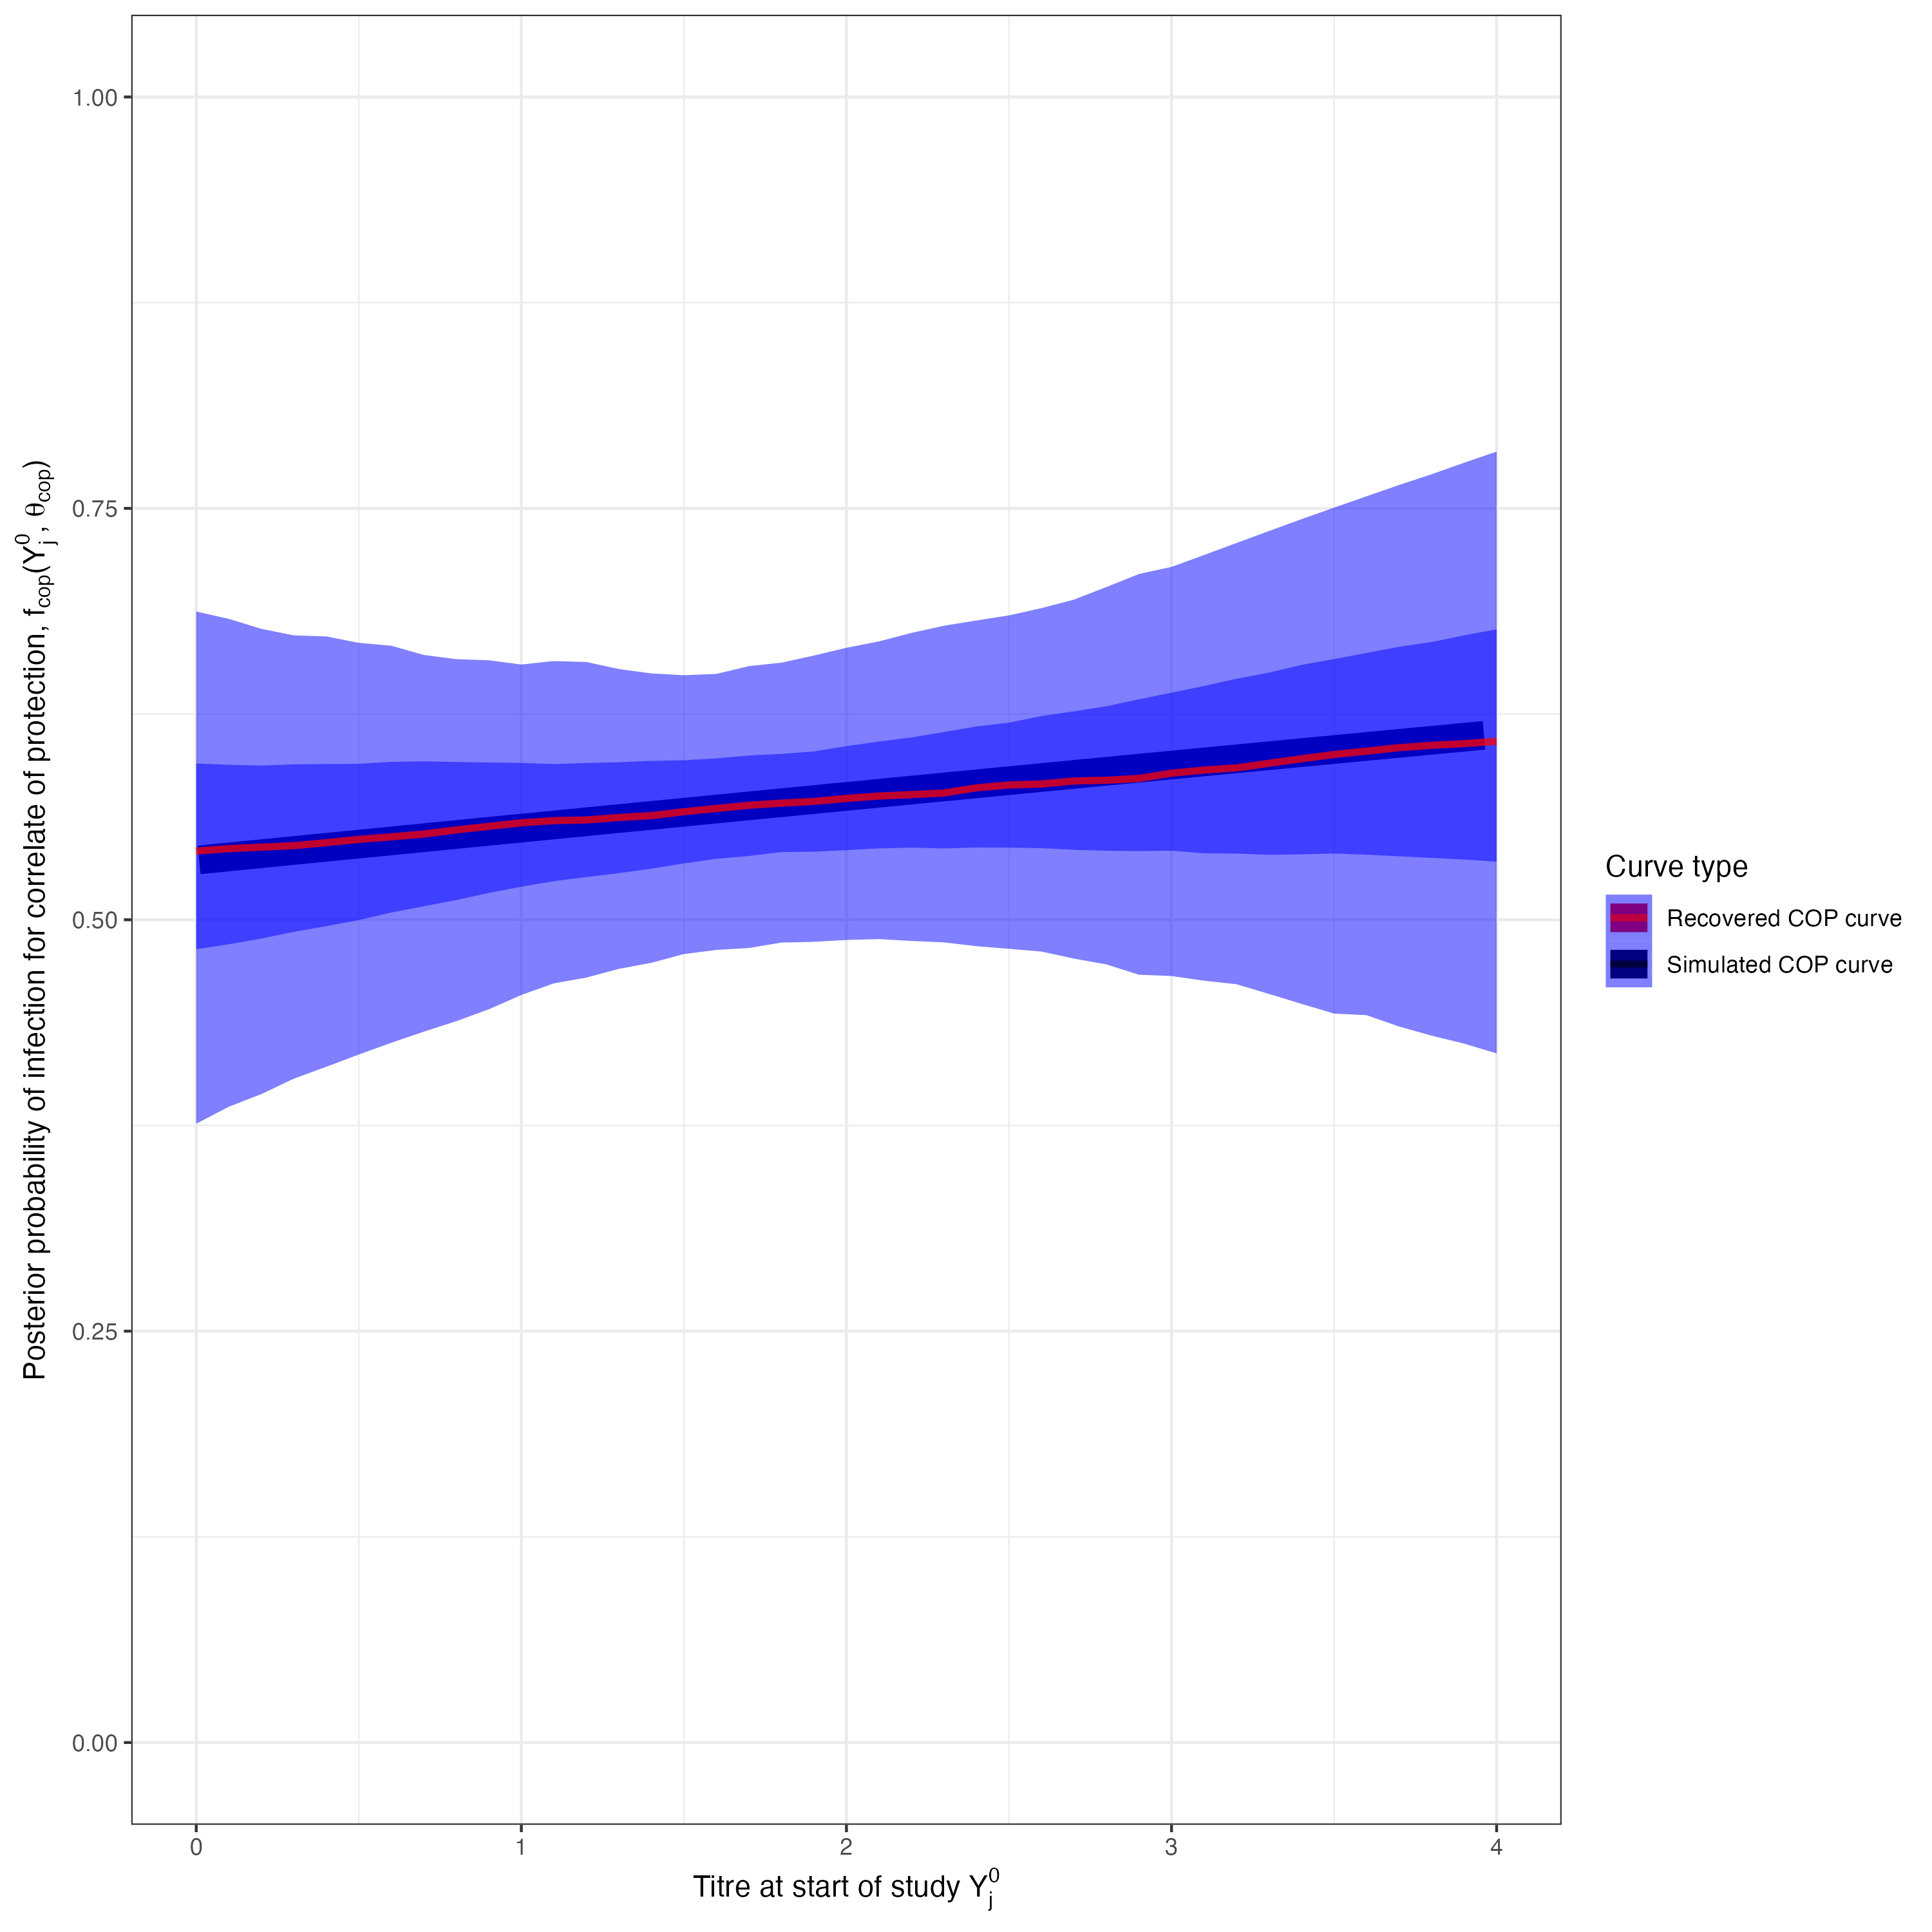 Posterior probability of infection for correlate of protection, f_cop(Y_j^0, θ_cop)
1.00
0.75
0.50
0.25
0.00
0 1 2 3 4
Titre at start of study Y_j^0
Curve type
Recovered COP curve
Simulated COP curve